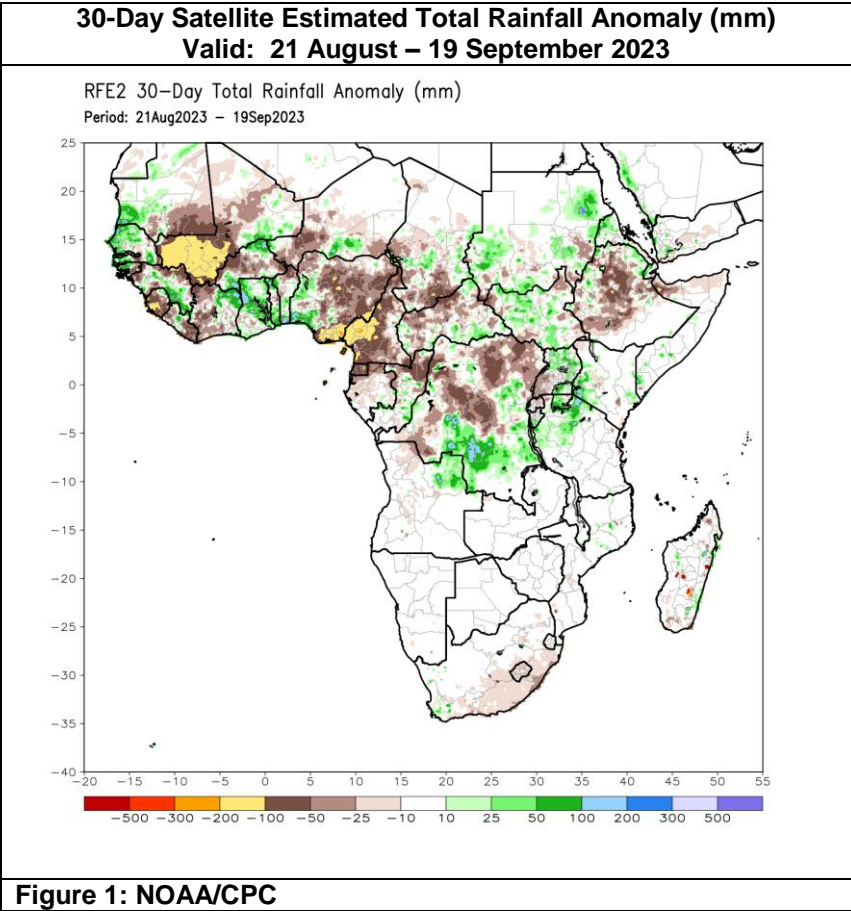 30-Day Satellite Estimated Total Rainfall Anomaly (mm)
Valid:  21 August – 19 September 2023
RFE2 30-Day Total Rainfall Anomaly (mm)
Period: 21Aug2023 – 19Sep2023
25
20
15
10
5
0
-5
-10
-15
-20
-25
-30
-35
-40
-20 -15 -10 -5 0 5 10 15 20 25 30 35 40 45 50 55
-500 -300 -200 -100 -50 -25 -10 10 25 50 100 200 300 500
Figure 1: NOAA/CPC